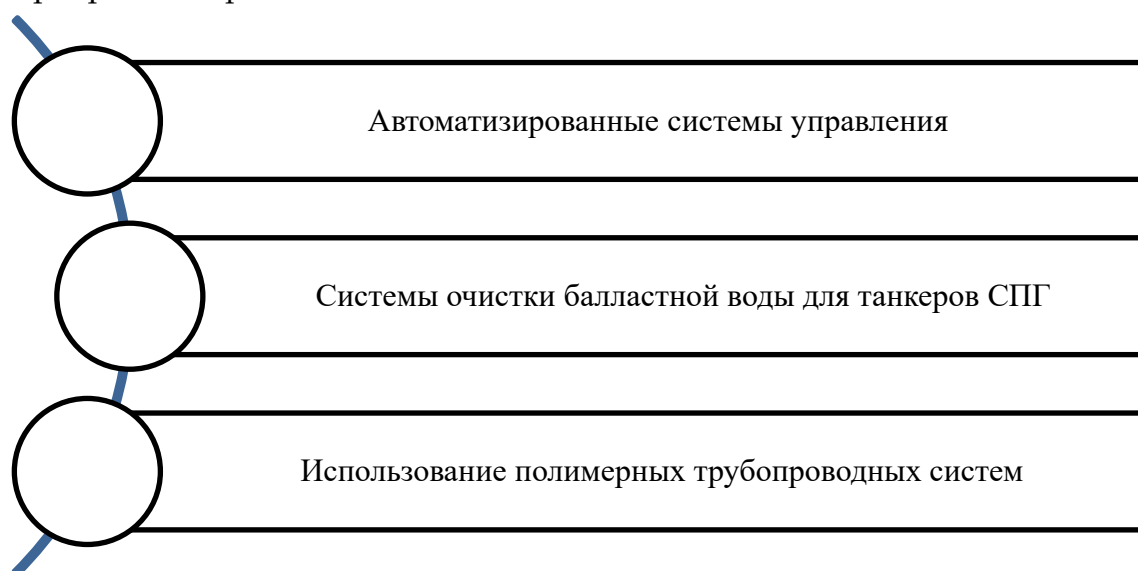 Автоматизированные системы управления
Системы очистки балластной воды для танкеров СПГ
Использование полимерных трубопроводных систем